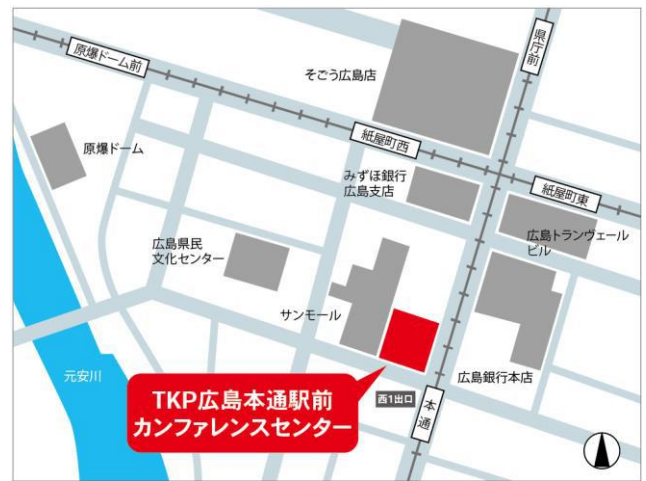 県庁前
原爆ドーム前
そごう広島店
紙屋町西
原爆ドーム
みずほ銀行
広島支店
紙屋町東
広島トランヴェール
ビル
広島県民
文化センター
サンモール
元安川
広島銀行本店
TKP広島本通駅前
カンファレンスセンター
西1出口
本通